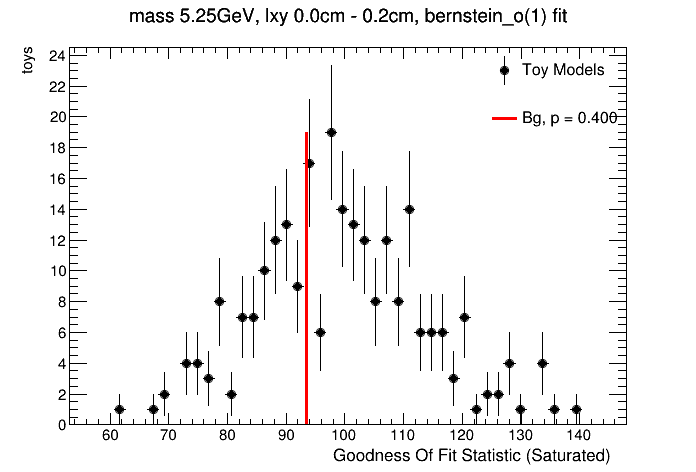 mass 5.25GeV, lxy 0.0cm - 0.2cm, bernstein_o(1) fit
toys
24
22
20
18
16
14
12
10
8
6
4
2
0
Toy Models
Bg, p = 0.400
60 70 80 90 100 110 120 130 140
Goodness Of Fit Statistic (Saturated)